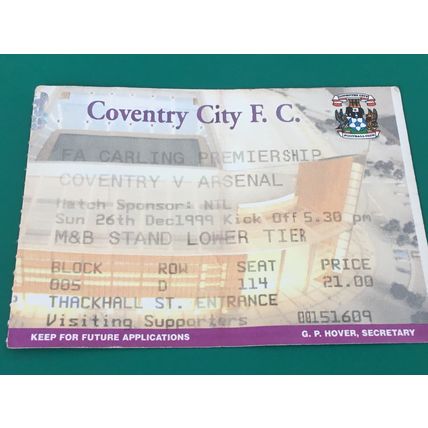 Coventry City F. C.
FA CARLING PREMIERSHIP
COVENTRY V ARSENAL
Match Sponsor: NIL
Sun 26th Dec1999 Kick Off 5.30 pm
M&B STAND LOWER TIER
BLOCK ROW SEAT PRICE
005 D 114 21.00
THACKHALL ST. ENTRANCE
Visiting Supporters 00151609
KEEP FOR FUTURE APPLICATIONS G. P. HOVER, SECRETARY